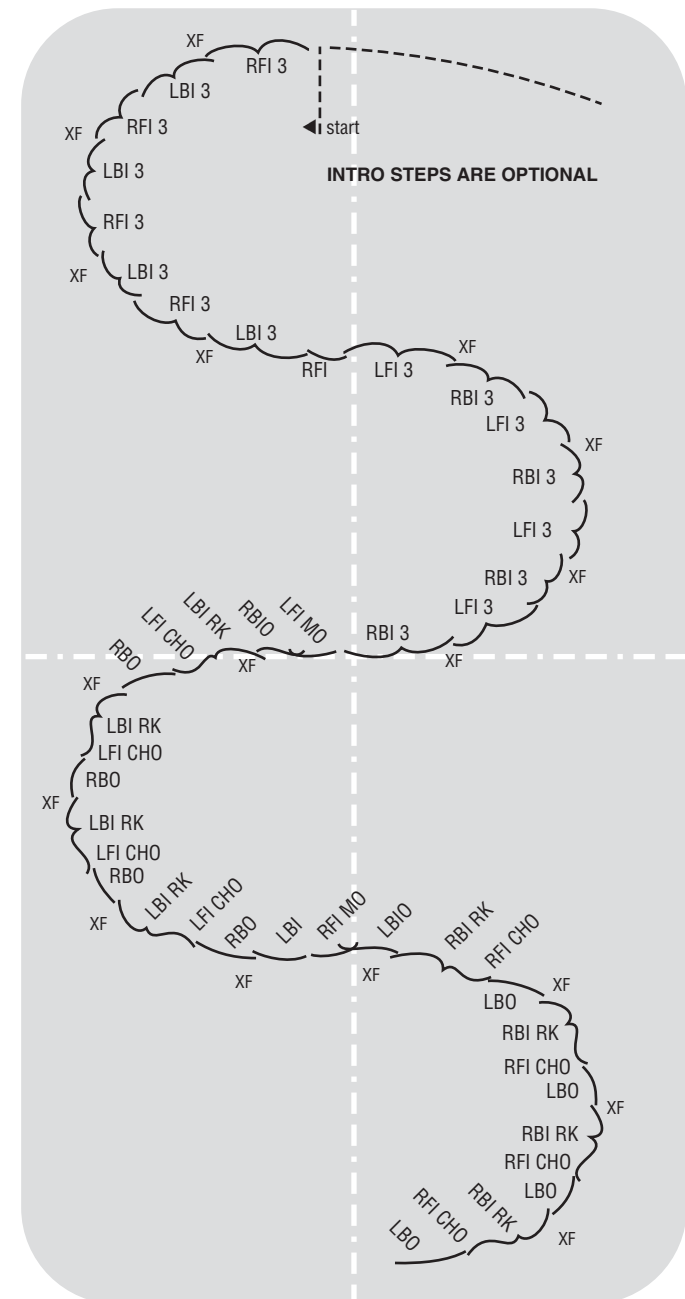 XF
RFI 3
LBI 3
start
XF
RFI 3
LBI 3
INTRO STEPS ARE OPTIONAL
RFI 3
XF
LBI 3
RFI 3
LBI 3
XF
RFI
LFI 3
XF
RBI 3
LFI 3
XF
RBI 3
LFI 3
RBI 3
XF
LFI 3
RBI 3
XF
LFI MO
RBIO
XF
LBI RK
LFI CHO
RBO
XF
LBI RK
LFI CHO
RBO
XF
LBI RK
LFI CHO
RBO
XF
LBI RK
LFI CHO
RBO
XF
LBI
RFI MO
XF
LBIO
RBI RK
RFI CHO
LBO
XF
RBI RK
RFI CHO
LBO
XF
RBI RK
RFI CHO
LBO
XF
RBI RK
RFI CHO
LBO